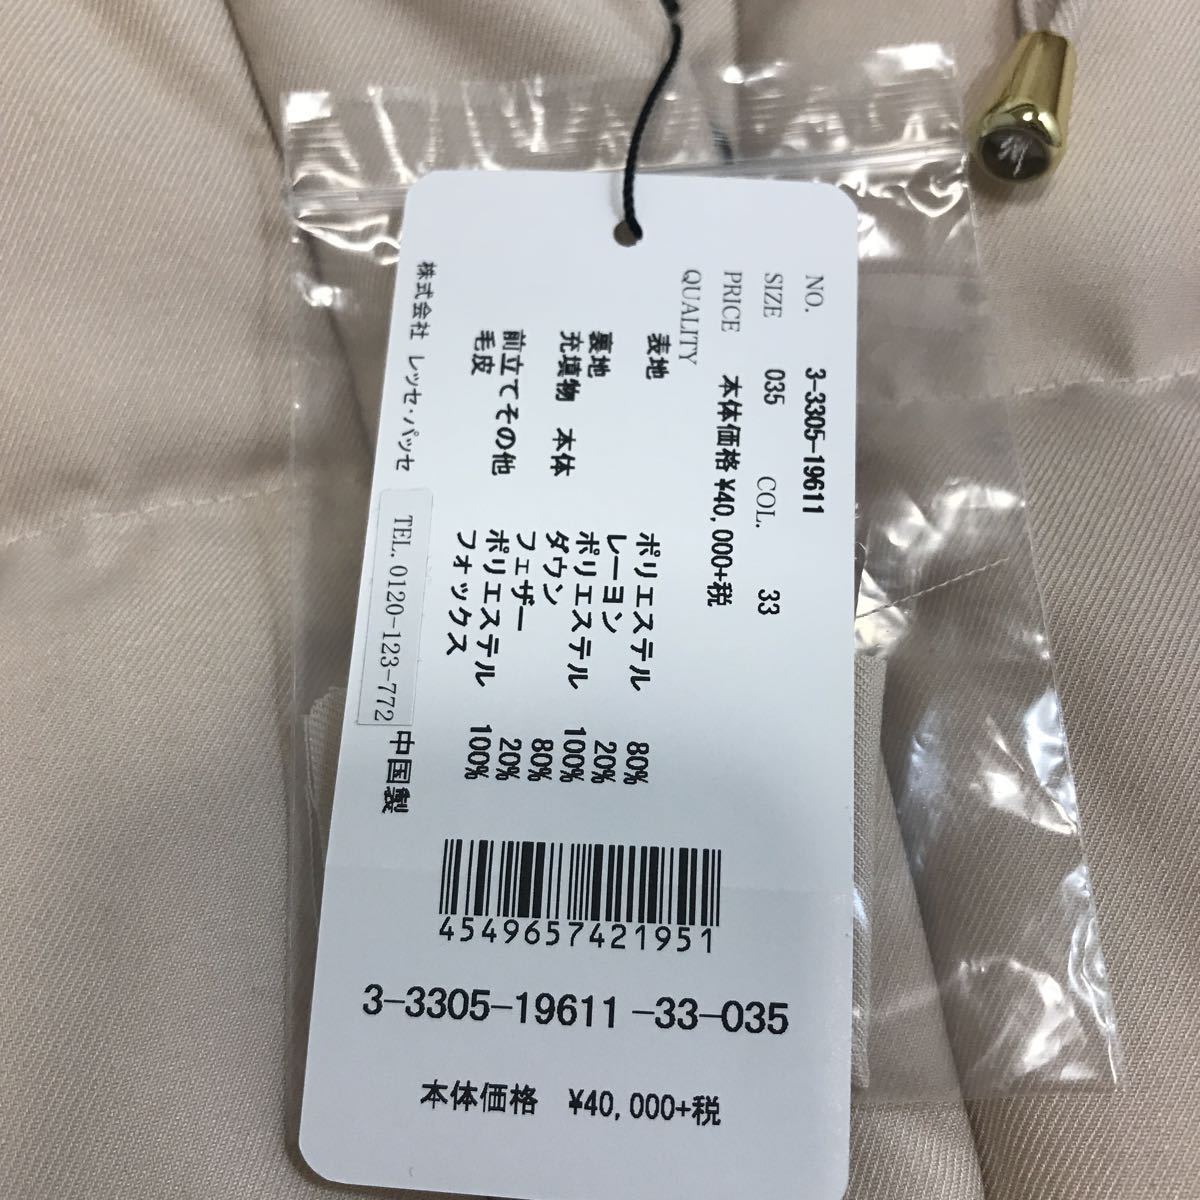 NO. 3-3305-19611
SIZE 035 COL. 33
PRICE 本体価格 ¥40,000+税
QUALITY
表地 ポリエステル 80%
レーヨン 20%
裏地 ポリエステル 100%
充填物 本体 ダウン 80%
フェザー 20%
前立てその他 ポリエステル 100%
毛皮 フォックス
株式会社 レッセ・パッセ TEL. 0120-123-772 中国製
4549657421951
3-3305-19611 -33-035
本体価格 ¥40,000+税